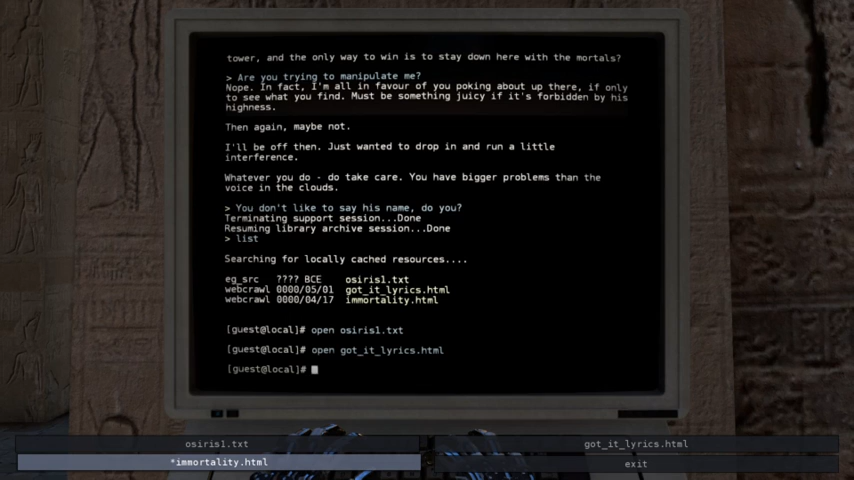 tower, and the only way to win is to stay down here with the mortals?
> Are you trying to manipulate me?
Nope. In fact, I'm all in favour of you poking about up there, if only
to see what you find. Must be something juicy if it's forbidden by his
highness.
Then again, maybe not.
I'll be off then. Just wanted to drop in and run a little
interference.
Whatever you do - do take care. You have bigger problems than the
voice in the clouds.
> You don't like to say his name, do you?
Terminating support session...Done
Resuming library archive session...Done
> list
Searching for locally cached resources....
eg_src ???? BCE osiris1.txt
webcrawl 0000/05/01 got_it_lyrics.html
webcrawl 0000/04/17 immortality.html
[guest@local]# open osiris1.txt
[guest@local]# open got_it_lyrics.html
[guest@local]#
osiris1.txt got_it_lyrics.html
*immortality.html exit